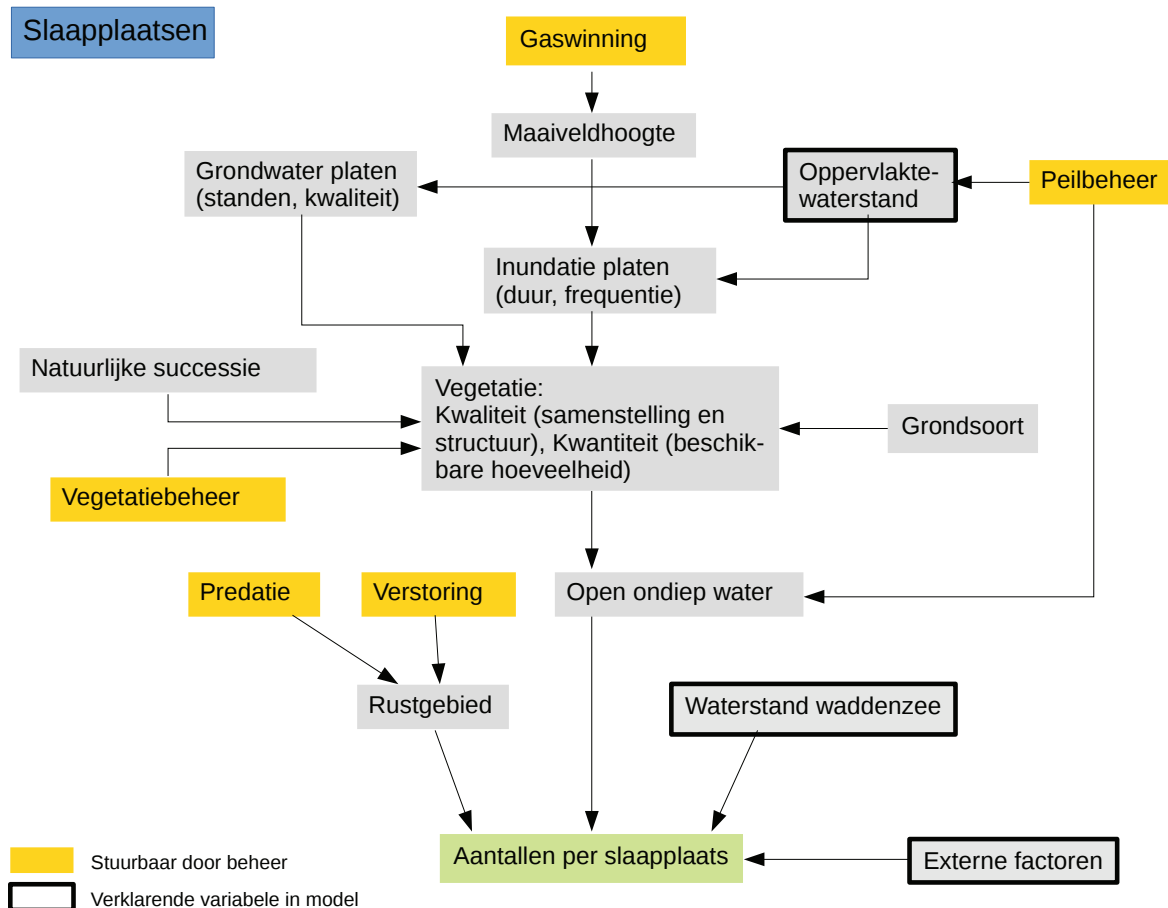 Slaapplaatsen
Gaswinning
Maaiveldhoogte
Grondwater platen
(standen, kwaliteit)
Oppervlakte-
waterstand
Peilbeheer
Inundatie platen
(duur, frequentie)
Natuurlijke successie
Vegetatie:
Kwaliteit (samenstelling en
structuur), Kwantiteit (beschik-
bare hoeveelheid)
Grondsoort
Vegetatiebeheer
Predatie
Verstoring
Open ondiep water
Rustgebied
Waterstand waddenzee
Aantallen per slaapplaats
Externe factoren
Stuurbaar door beheer
Verklarende variabele in model